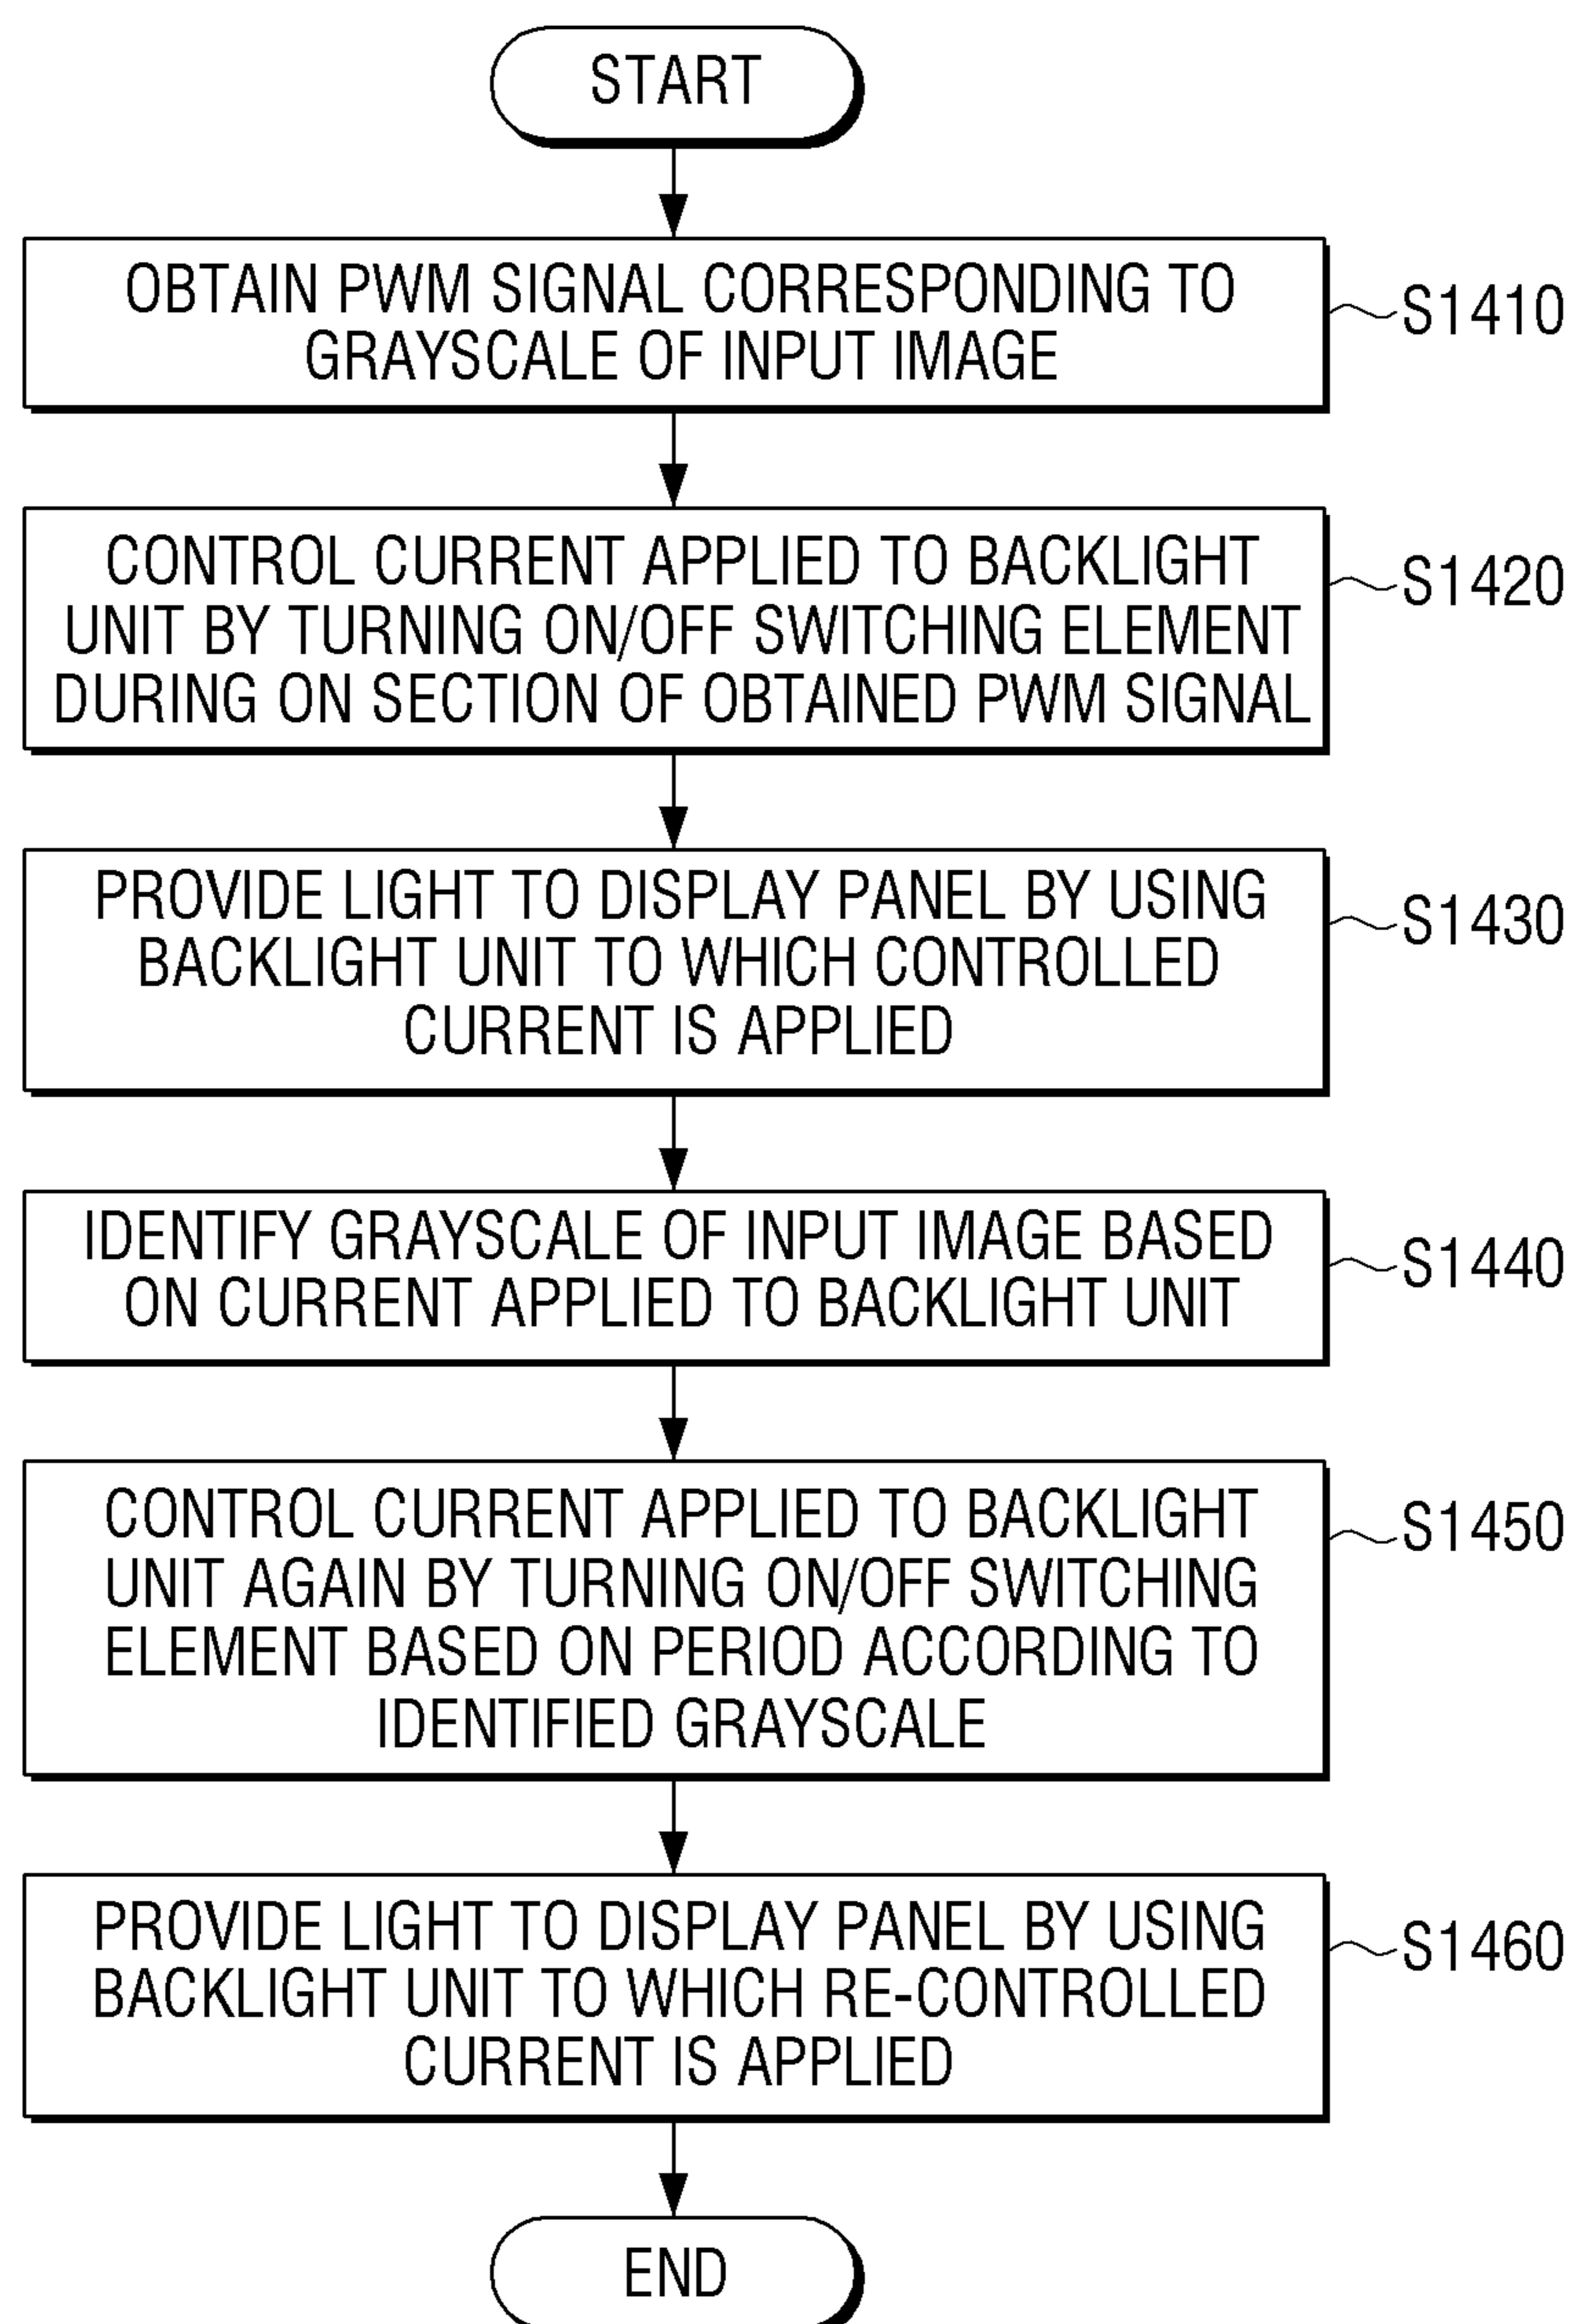 START
OBTAIN PWM SIGNAL CORRESPONDING TO
GRAYSCALE OF INPUT IMAGE
S1410
CONTROL CURRENT APPLIED TO BACKLIGHT
UNIT BY TURNING ON/OFF SWITCHING ELEMENT
DURING ON SECTION OF OBTAINED PWM SIGNAL
S1420
PROVIDE LIGHT TO DISPLAY PANEL BY USING
BACKLIGHT UNIT TO WHICH CONTROLLED
CURRENT IS APPLIED
S1430
IDENTIFY GRAYSCALE OF INPUT IMAGE BASED
ON CURRENT APPLIED TO BACKLIGHT UNIT
S1440
CONTROL CURRENT APPLIED TO BACKLIGHT
UNIT AGAIN BY TURNING ON/OFF SWITCHING
ELEMENT BASED ON PERIOD ACCORDING TO
IDENTIFIED GRAYSCALE
S1450
PROVIDE LIGHT TO DISPLAY PANEL BY USING
BACKLIGHT UNIT TO WHICH RE-CONTROLLED
CURRENT IS APPLIED
S1460
END